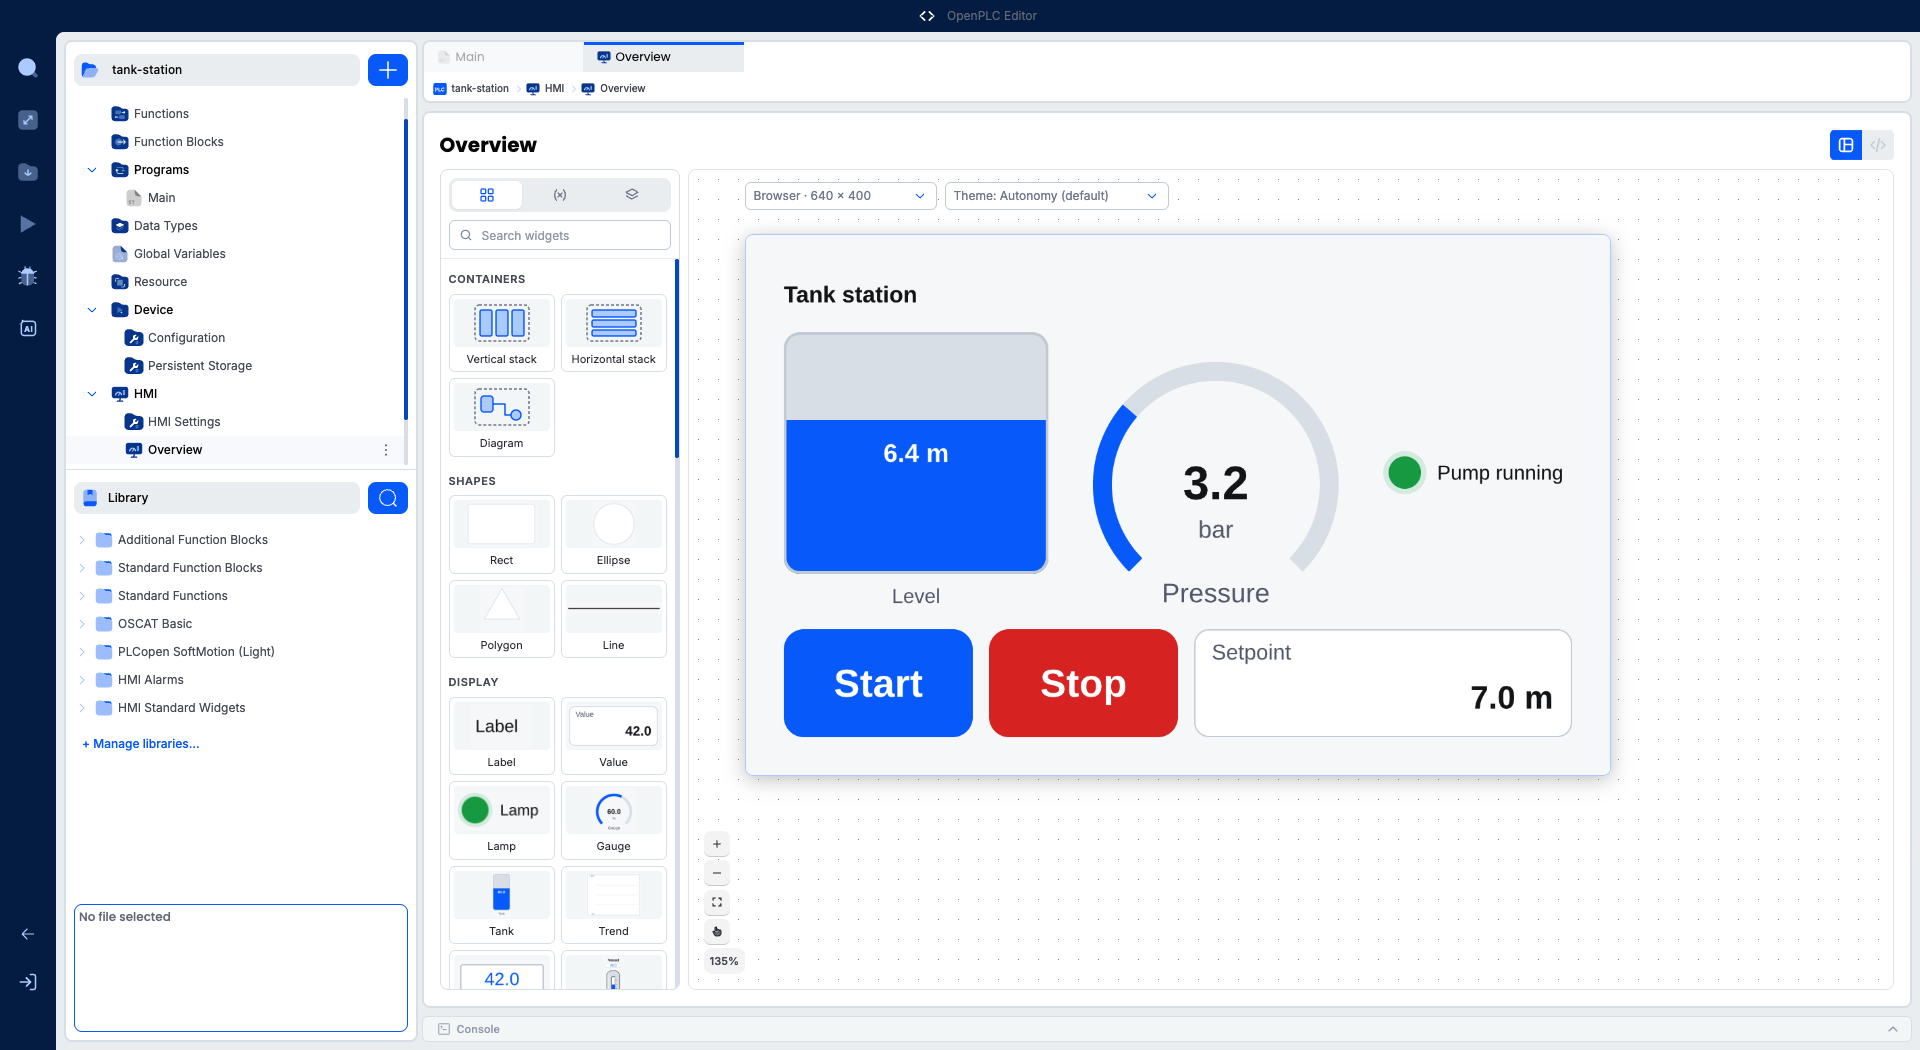 OpenPLC Editor
tank-station
Functions
Function Blocks
Programs
Main
Data Types
Global Variables
Resource
Device
Configuration
Persistent Storage
HMI
HMI Settings
Overview
Library
Additional Function Blocks
Standard Function Blocks
Standard Functions
OSCAT Basic
PLCopen SoftMotion (Light)
HMI Alarms
HMI Standard Widgets
+ Manage libraries...
No file selected
Main
Overview
tank-station
HMI
Overview
Overview
Search widgets
CONTAINERS
Vertical stack
Horizontal stack
Diagram
SHAPES
Rect
Ellipse
Polygon
Line
DISPLAY
Label
Label
Value
42.0
Value
Lamp
Lamp
60.0
Gauge
Gauge
Tank
Trend
42.0
Browser · 640 × 400
Theme: Autonomy (default)
Tank station
6.4 m
Level
3.2
bar
Pressure
Pump running
Start
Stop
Setpoint
7.0 m
135%
Console